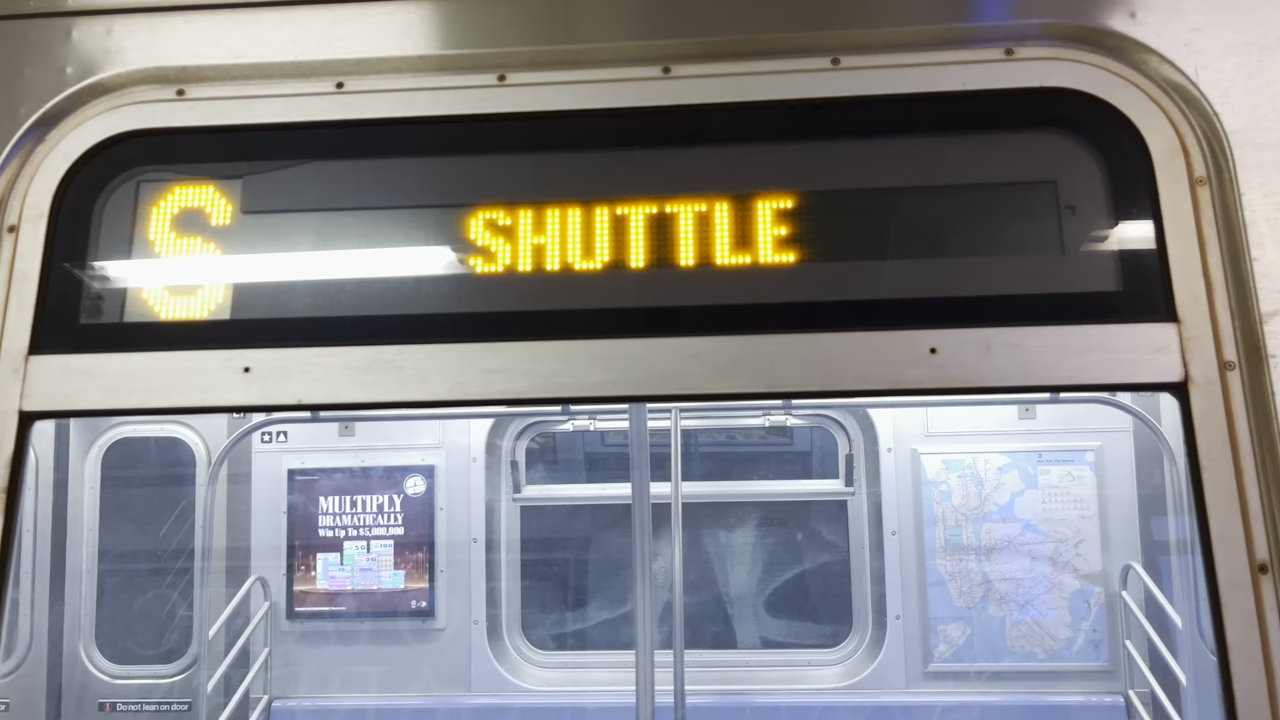 S SHUTTLE
MULTIPLY
DRAMATICALLY
Win Up To $5,000,000
Do not lean on door